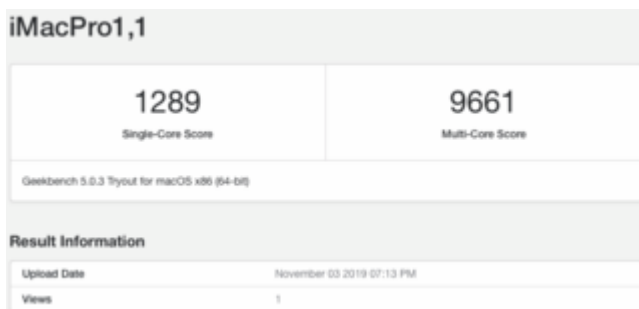 iMacPro1,1
1289 9661
Single-Core Score Multi-Core Score
Geekbench 5.0.3 Tryout for macOS x86 (64-bit)
Result Information
Upload Date November 03 2019 07:13 PM
Views 1